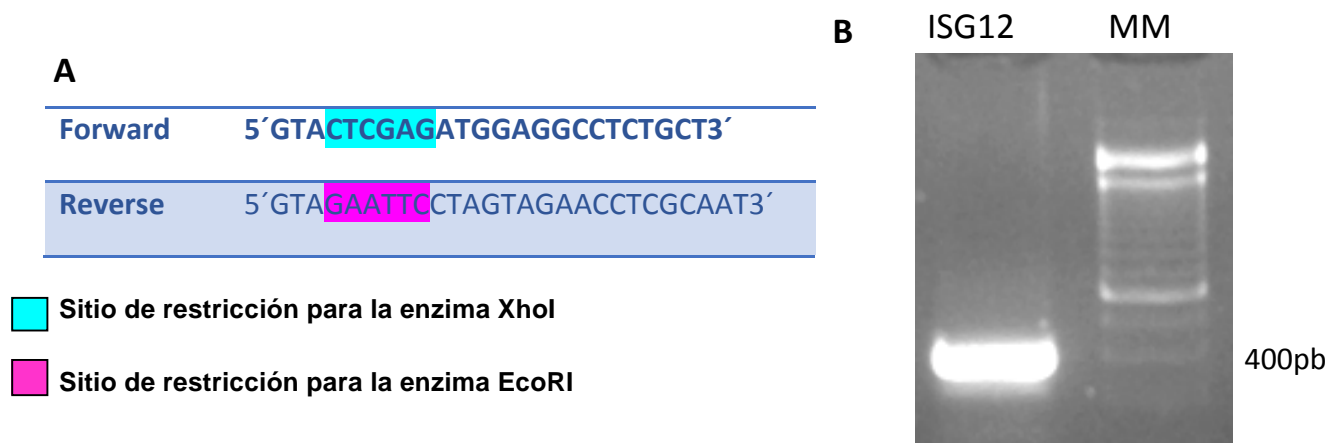 A
Forward 5´GTACTCGAGATGGAGGCCTCTGCT3´
Reverse 5´GTAGAATTCCTAGTAGAACCTCGCAAT3´
Sitio de restricción para la enzima XhoI
Sitio de restricción para la enzima EcoRI
B
ISG12 MM
400pb